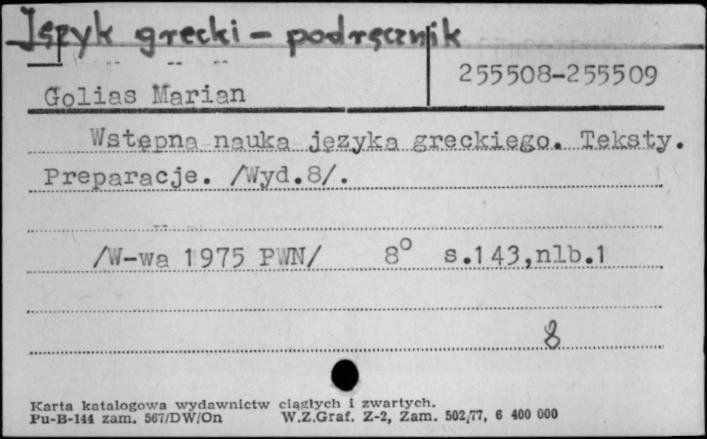 Język grecki – podręcznik
255508-255509
Golias Marian
Wstępna nauka języka greckiego. Teksty.
Preparacje. /Wyd.8/.
/W-wa 1975 PWN/ 8° s.143,nlb.1
8
Karta katalogowa wydawnictw ciągłych i zwartych.
Pu-B-144 zam. 567/DW/On W.Z.Graf. Z-2, Zam. 502/77, 6 400 000